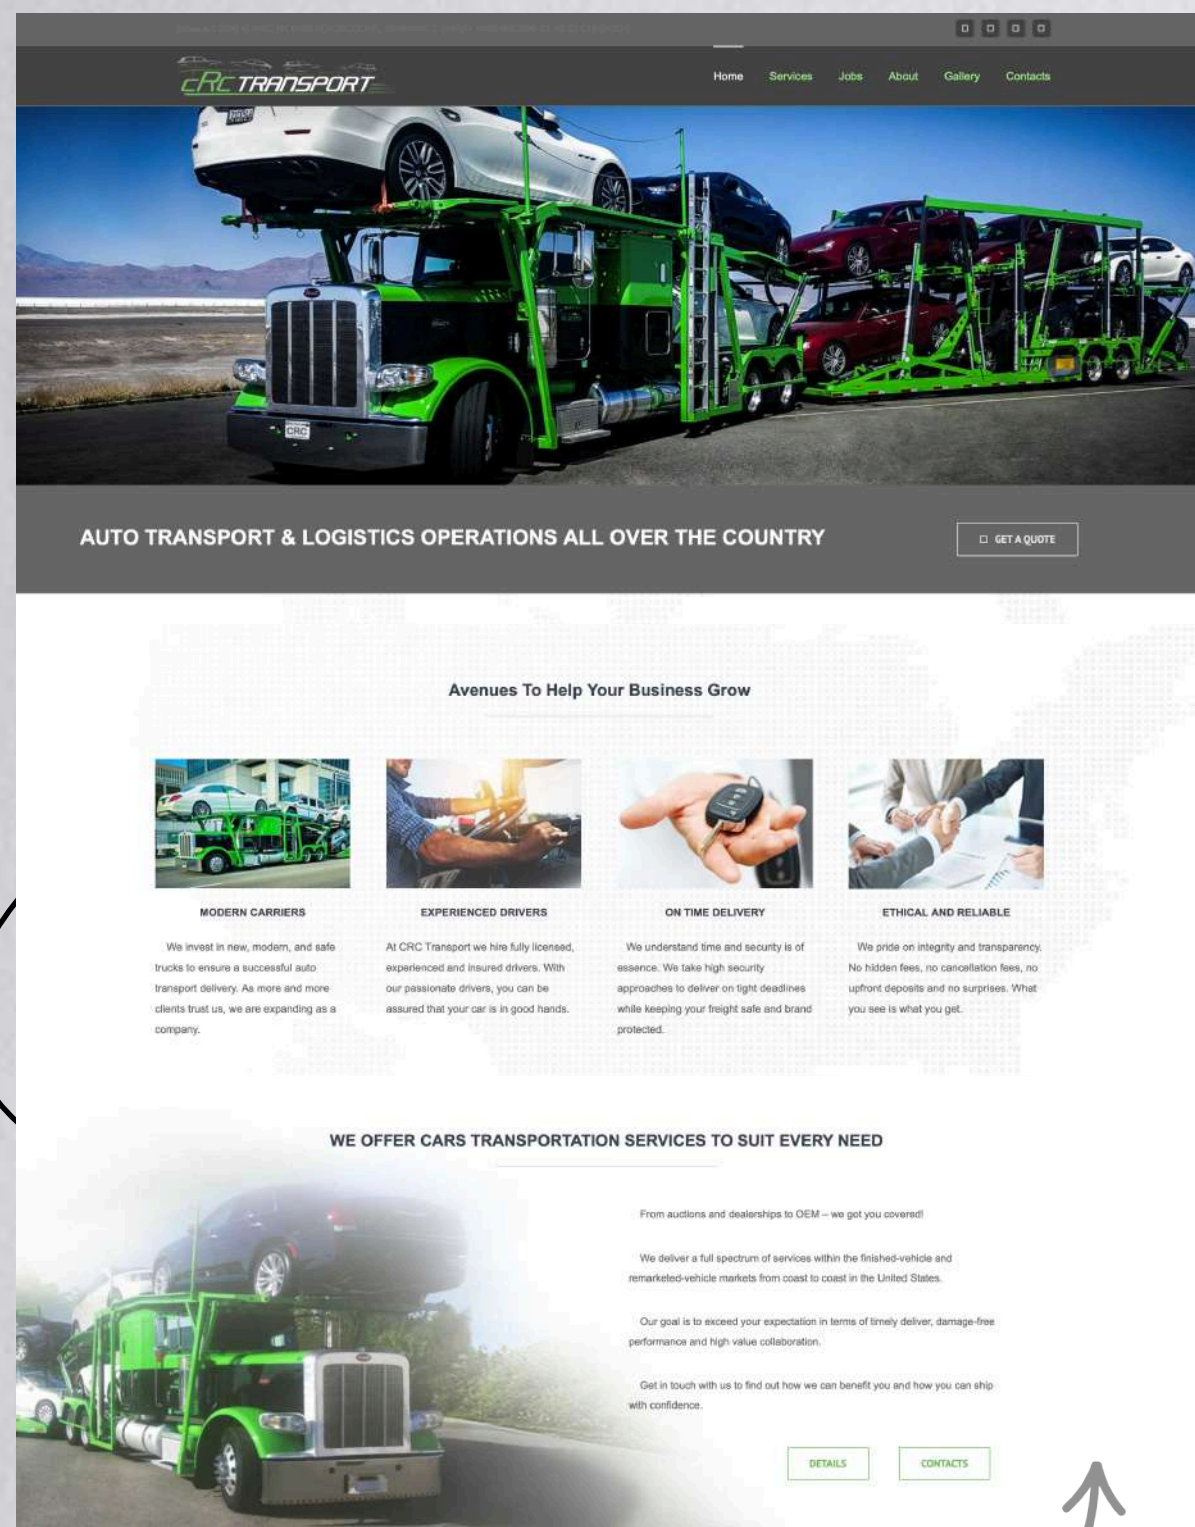 cRc TRANSPORT
Home Services Jobs About Gallery Contacts
CRC
AUTO TRANSPORT & LOGISTICS OPERATIONS ALL OVER THE COUNTRY
GET A QUOTE
Avenues To Help Your Business Grow
MODERN CARRIERS
We invest in new, modern, and safe
trucks to ensure a successful auto
transport delivery. As more and more
clients trust us, we are expanding as a
company.
EXPERIENCED DRIVERS
At CRC Transport we hire fully licensed,
experienced and insured drivers. With
our passionate drivers, you can be
assured that your car is in good hands.
ON TIME DELIVERY
We understand time and security is of
essence. We take high security
approaches to deliver on tight deadlines
while keeping your freight safe and brand
protected.
ETHICAL AND RELIABLE
We pride on integrity and transparency.
No hidden fees, no cancellation fees, no
upfront deposits and no surprises. What
you see is what you get.
WE OFFER CARS TRANSPORTATION SERVICES TO SUIT EVERY NEED
From auctions and dealerships to OEM – we got you covered!
We deliver a full spectrum of services within the finished-vehicle and
remarketed-vehicle markets from coast to coast in the United States.
Our goal is to exceed your expectation in terms of timely deliver, damage-free
performance and high value collaboration.
Get in touch with us to find out how we can benefit you and how you can ship
with confidence.
DETAILS
CONTACTS